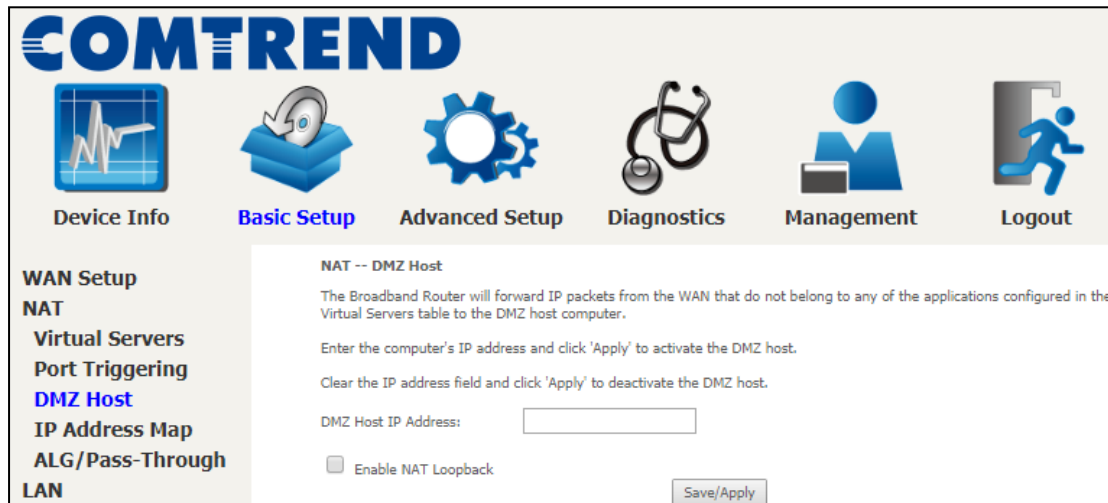 COMTREND
Device Info
Basic Setup
Advanced Setup
Diagnostics
Management
Logout
WAN Setup
NAT
Virtual Servers
Port Triggering
DMZ Host
IP Address Map
ALG/Pass-Through
LAN
NAT -- DMZ Host
The Broadband Router will forward IP packets from the WAN that do not belong to any of the applications configured in the
Virtual Servers table to the DMZ host computer.
Enter the computer's IP address and click 'Apply' to activate the DMZ host.
Clear the IP address field and click 'Apply' to deactivate the DMZ host.
DMZ Host IP Address:
Enable NAT Loopback
Save/Apply